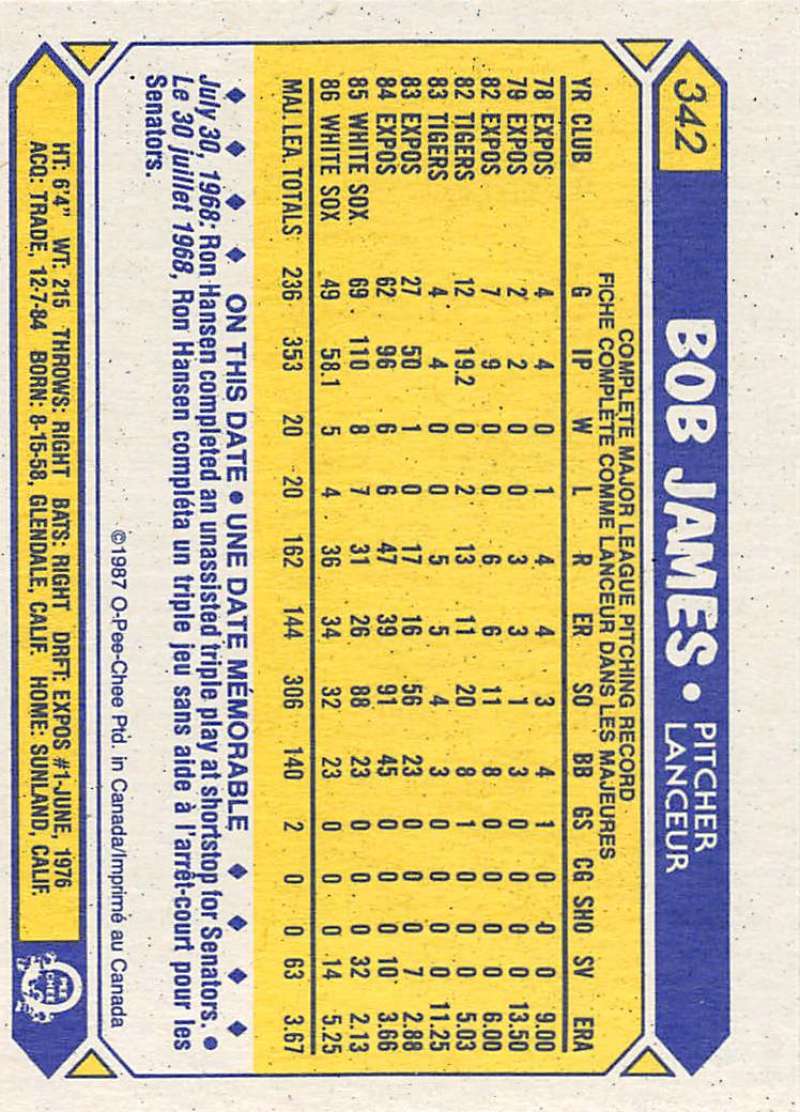 342
BOB JAMES • PITCHER
LANCEUR
COMPLETE MAJOR LEAGUE PITCHING RECORD
FICHE COMPLÈTE COMME LANCEUR DANS LES MAJEURES
YR CLUB G IP W L R ER SO BB GS CG SHO SV ERA
78 EXPOS 4 4 0 1 4 4 3 4 1 0 0 0 9.00
79 EXPOS 2 2 0 0 3 3 1 3 0 0 0 0 13.50
82 EXPOS 7 9 0 0 6 6 11 8 0 0 0 0 6.00
82 TIGERS 12 19.2 0 2 13 11 20 8 1 0 0 0 5.03
83 TIGERS 4 4 0 0 5 5 4 3 0 0 0 0 11.25
83 EXPOS 27 50 1 0 17 16 56 23 0 0 0 7 2.88
84 EXPOS 62 96 6 6 47 39 91 45 0 0 0 10 3.66
85 WHITE SOX 69 110 8 7 31 26 88 23 0 0 0 32 2.13
86 WHITE SOX 49 58.1 5 4 36 34 32 23 0 0 0 14 5.25
MAJ. LEA. TOTALS 236 353 20 20 162 144 306 140 2 0 0 63 3.67
ON THIS DATE • UNE DATE MÉMORABLE
July 30, 1968: Ron Hansen completed an unassisted triple play at shortstop for Senators. •
Le 30 juillet 1968, Ron Hansen compléta un triple jeu sans aide à l'arrêt-court pour les
Senators.
©1987 O-Pee-Chee Ptd. in Canada/Imprimé au Canada
HT: 6'4" WT: 215 THROWS: RIGHT BATS: RIGHT DRFT: EXPOS #1-JUNE, 1976
ACQ: TRADE, 12-7-84 BORN: 8-15-58, GLENDALE, CALIF. HOME: SUNLAND, CALIF.
O
PEE
CHEE